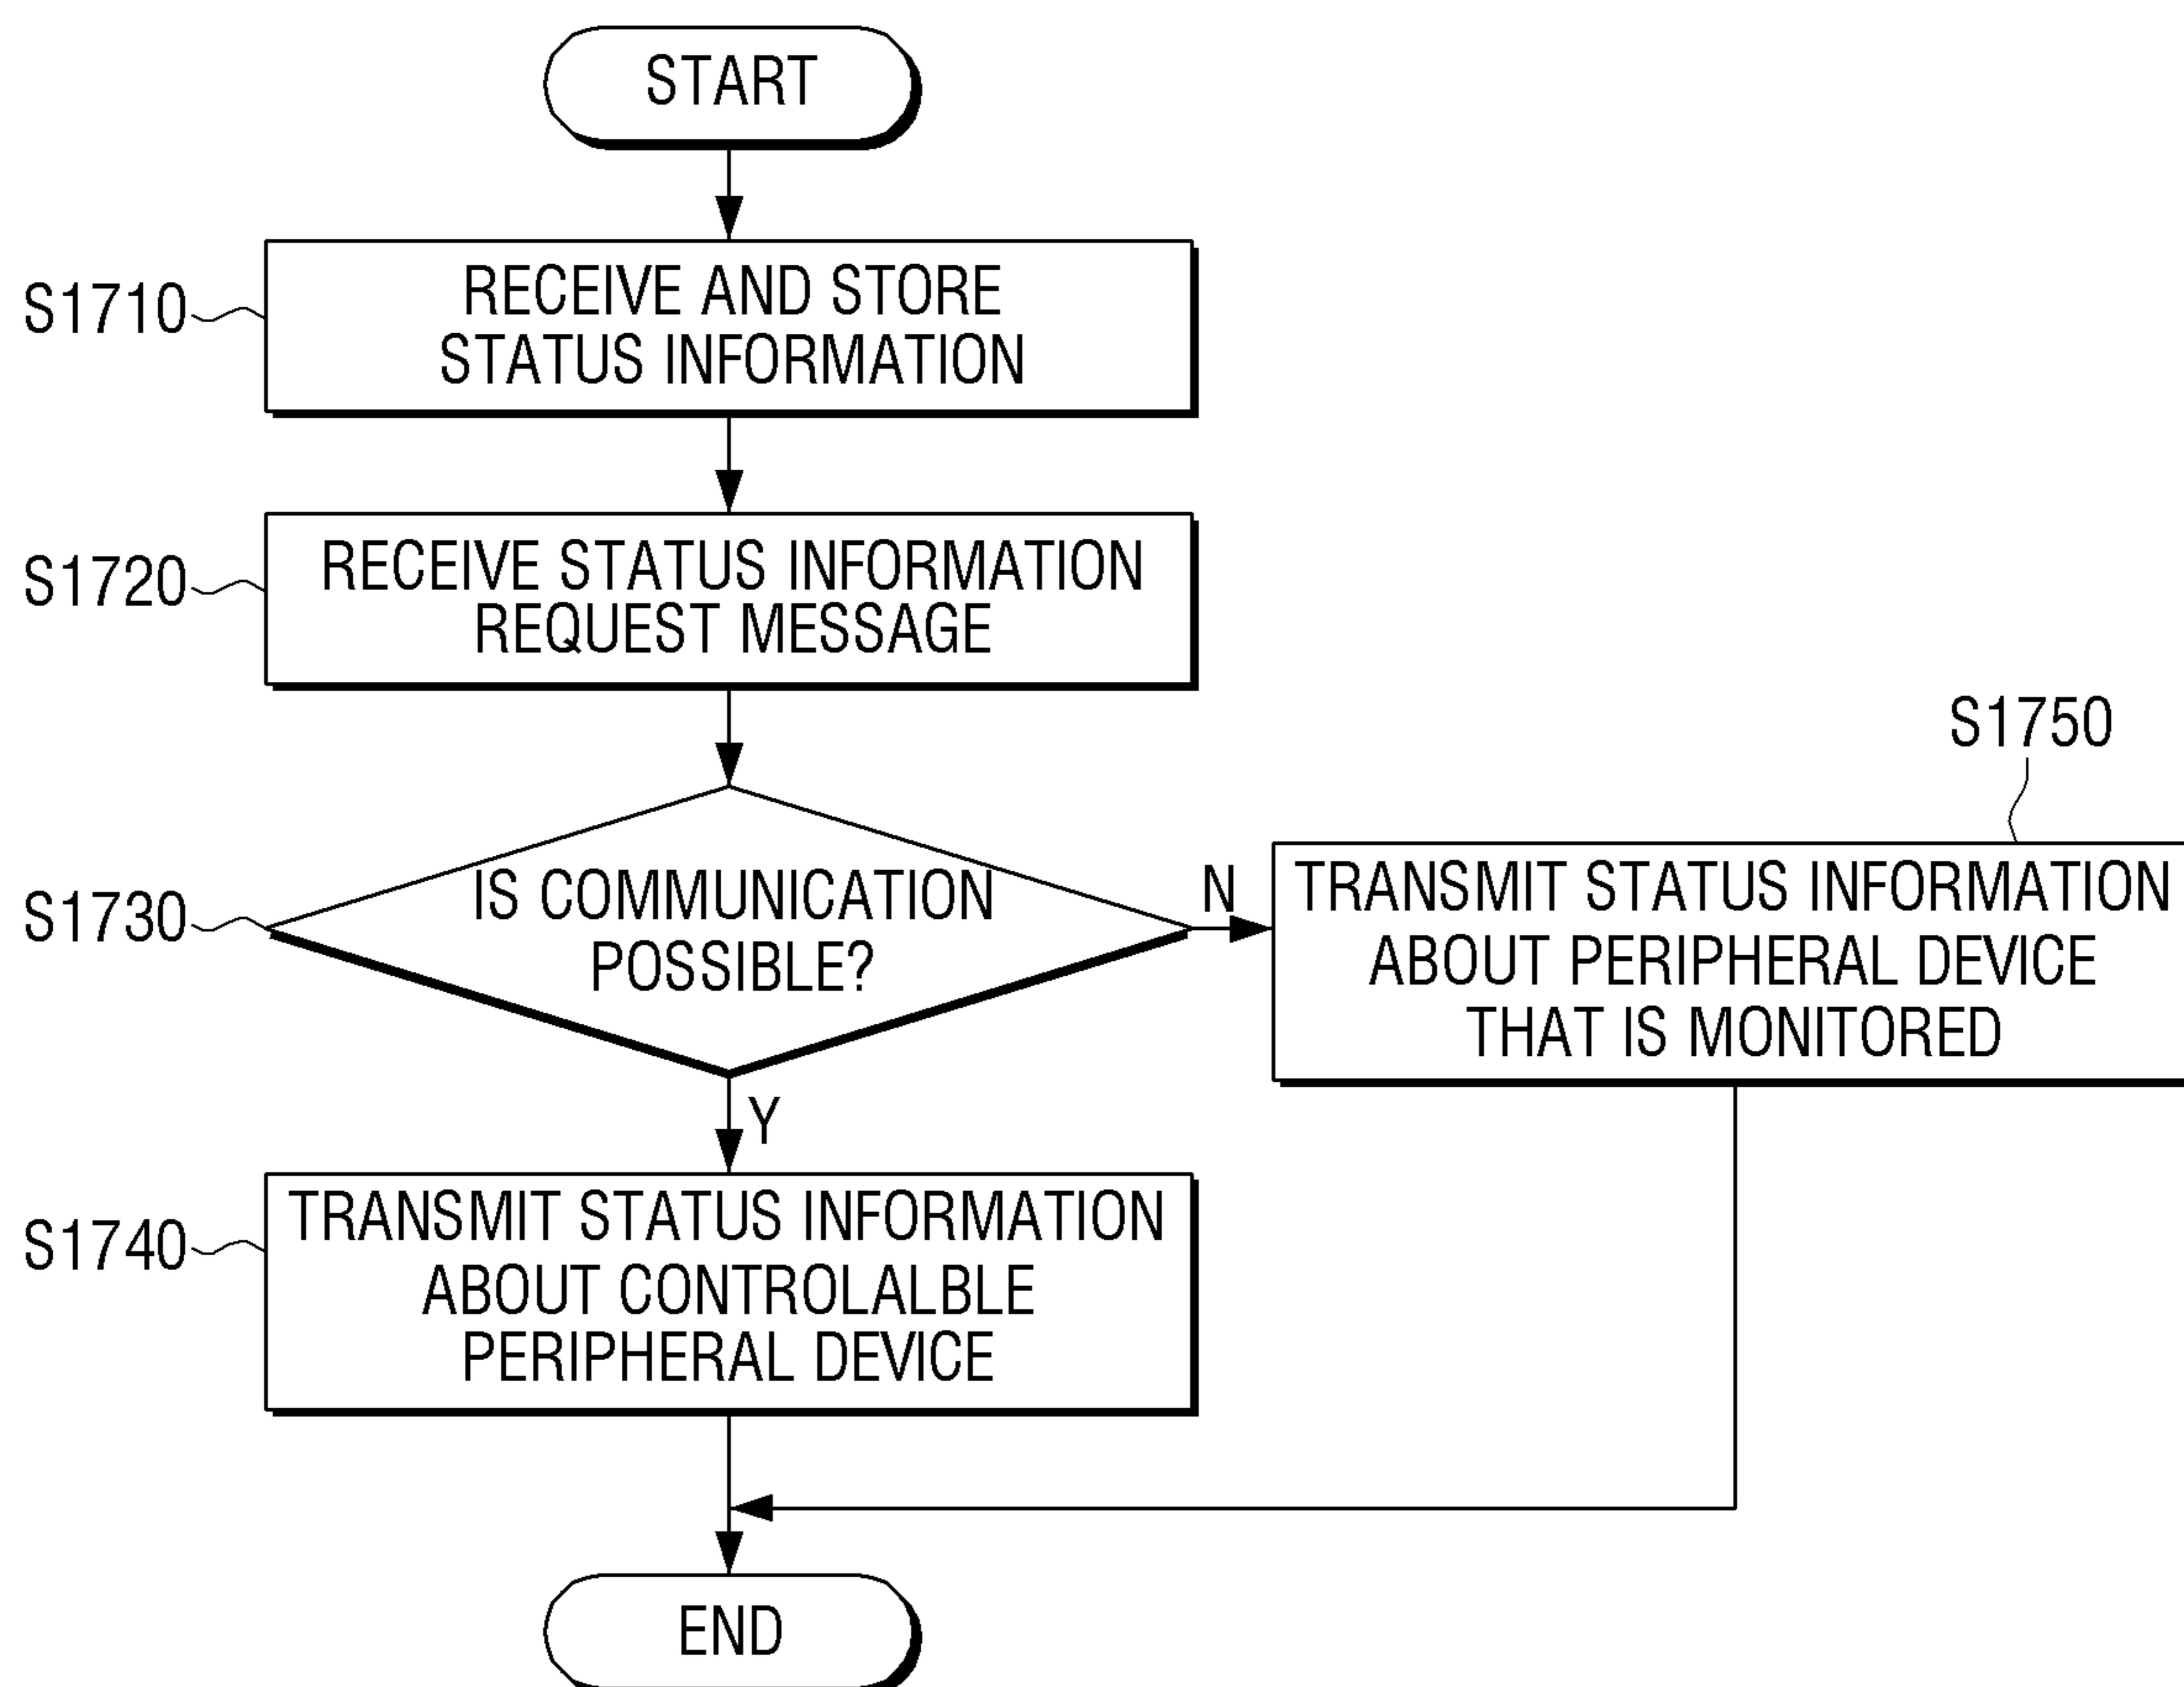 START
S1710
RECEIVE AND STORE
STATUS INFORMATION
S1720
RECEIVE STATUS INFORMATION
REQUEST MESSAGE
S1730
IS COMMUNICATION
POSSIBLE?
N
S1750
TRANSMIT STATUS INFORMATION
ABOUT PERIPHERAL DEVICE
THAT IS MONITORED
Y
S1740
TRANSMIT STATUS INFORMATION
ABOUT CONTROLALBLE
PERIPHERAL DEVICE
END